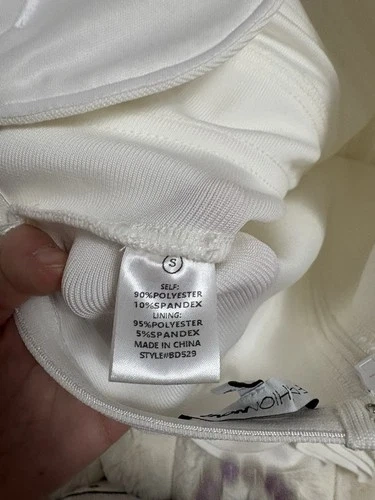 S
SELF:
90%POLYESTER
10%SPANDEX
LINING:
95%POLYESTER
5%SPANDEX
MADE IN CHINA
STYLE#BD529